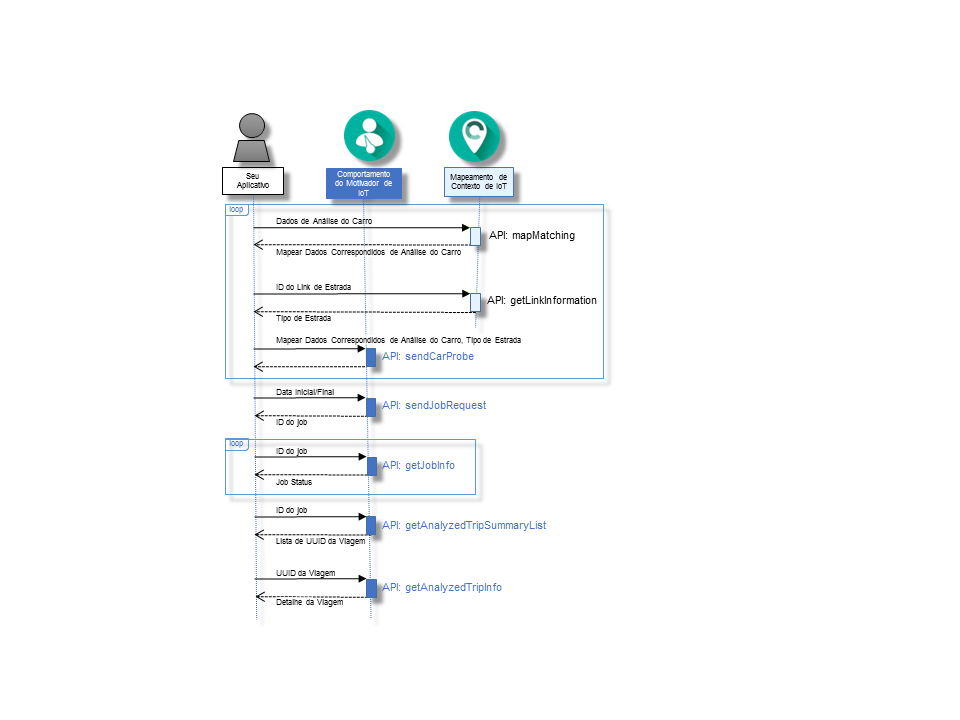 Seu
Aplicativo
Comportamento
do Motivador de
IoT
Mapeamento de
Contexto de IoT
loop
Dados de Análise do Carro
API: mapMatching
Mapear Dados Correspondidos de Análise do Carro
ID do Link de Estrada
API: getLinkInformation
Tipo de Estrada
Mapear Dados Correspondidos de Análise do Carro, Tipo de Estrada
API: sendCarProbe
Data Inicial/Final
API: sendJobRequest
ID do job
loop
ID do job
API: getJobInfo
Job Status
ID do job
API: getAnalyzedTripSummaryList
Lista de UUID da Viagem
UUID da Viagem
API: getAnalyzedTripInfo
Detalhe da Viagem